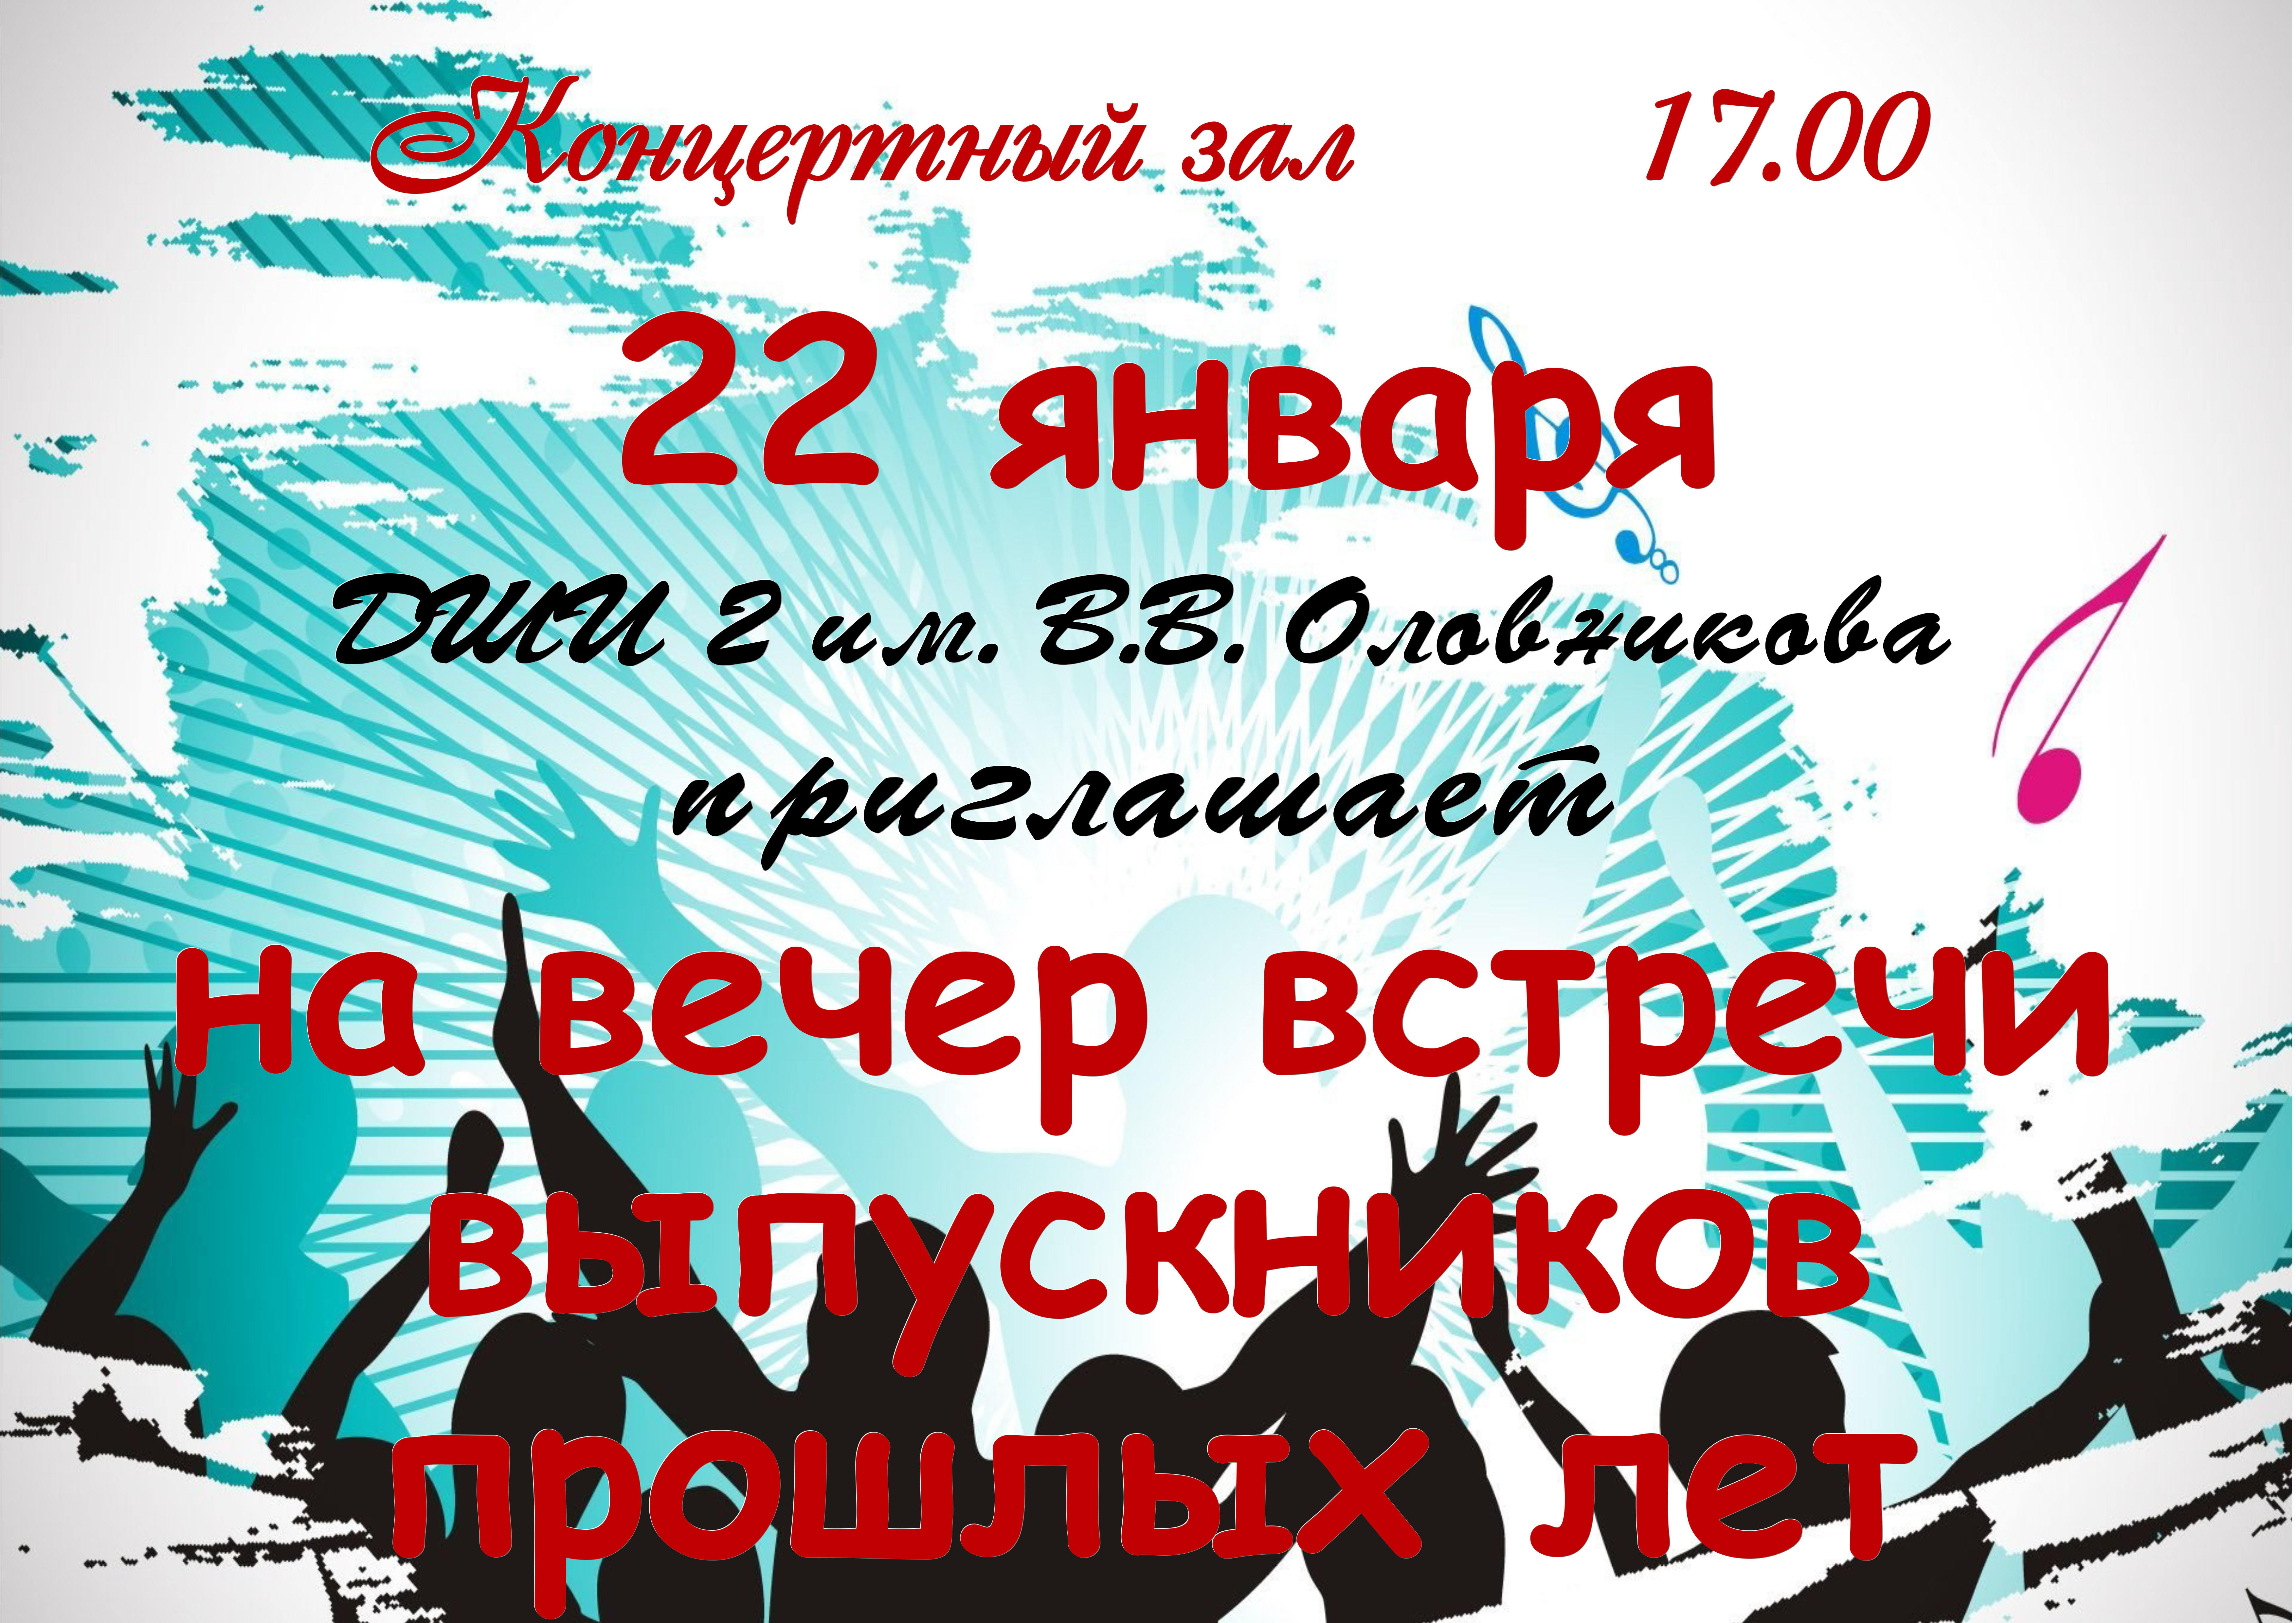 Концертный зал 17.00
22 января
ДШИ 2 им. В.В. Оловникова
приглашает
на вечер встречи
выпускников
прошлых лет